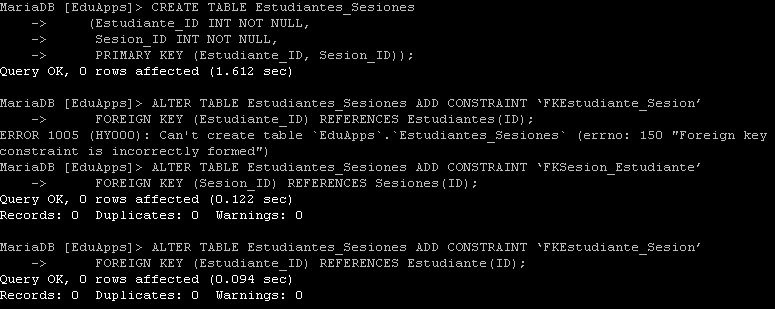 MariaDB [EduApps]> CREATE TABLE Estudiantes_Sesiones
    ->     (Estudiante_ID INT NOT NULL,
    ->      Sesion_ID INT NOT NULL,
    ->      PRIMARY KEY (Estudiante_ID, Sesion_ID));
Query OK, 0 rows affected (1.612 sec)

MariaDB [EduApps]> ALTER TABLE Estudiantes_Sesiones ADD CONSTRAINT ‘FKEstudiante_Sesion’
    ->      FOREIGN KEY (Estudiante_ID) REFERENCES Estudiantes(ID);
ERROR 1005 (HY000): Can't create table `EduApps`.`Estudiantes_Sesiones` (errno: 150 "Foreign key
constraint is incorrectly formed")
MariaDB [EduApps]> ALTER TABLE Estudiantes_Sesiones ADD CONSTRAINT ‘FKSesion_Estudiante’
    ->      FOREIGN KEY (Sesion_ID) REFERENCES Sesiones(ID);
Query OK, 0 rows affected (0.122 sec)
Records: 0  Duplicates: 0  Warnings: 0

MariaDB [EduApps]> ALTER TABLE Estudiantes_Sesiones ADD CONSTRAINT ‘FKEstudiante_Sesion’
    ->      FOREIGN KEY (Estudiante_ID) REFERENCES Estudiante(ID);
Query OK, 0 rows affected (0.094 sec)
Records: 0  Duplicates: 0  Warnings: 0